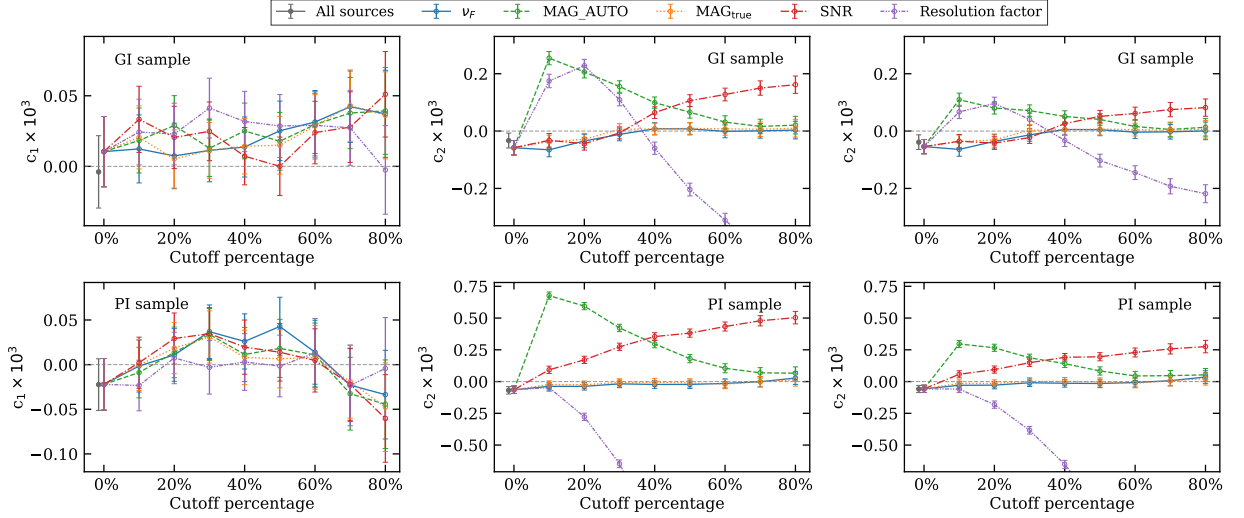 All sources ν_F MAG_AUTO MAG_true SNR Resolution factor
GI sample
c₁ × 10³
0.05
0.00
0% 20% 40% 60% 80%
Cutoff percentage
GI sample
c₂ × 10³
0.2
0.0
−0.2
0% 20% 40% 60% 80%
Cutoff percentage
GI sample
c₂ × 10³
0.2
0.0
−0.2
0% 20% 40% 60% 80%
Cutoff percentage
PI sample
c₁ × 10³
0.05
0.00
−0.05
−0.10
0% 20% 40% 60% 80%
Cutoff percentage
PI sample
c₂ × 10³
0.75
0.50
0.25
0.00
−0.25
−0.50
0% 20% 40% 60% 80%
Cutoff percentage
PI sample
c₂ × 10³
0.75
0.50
0.25
0.00
−0.25
−0.50
0% 20% 40% 60% 80%
Cutoff percentage